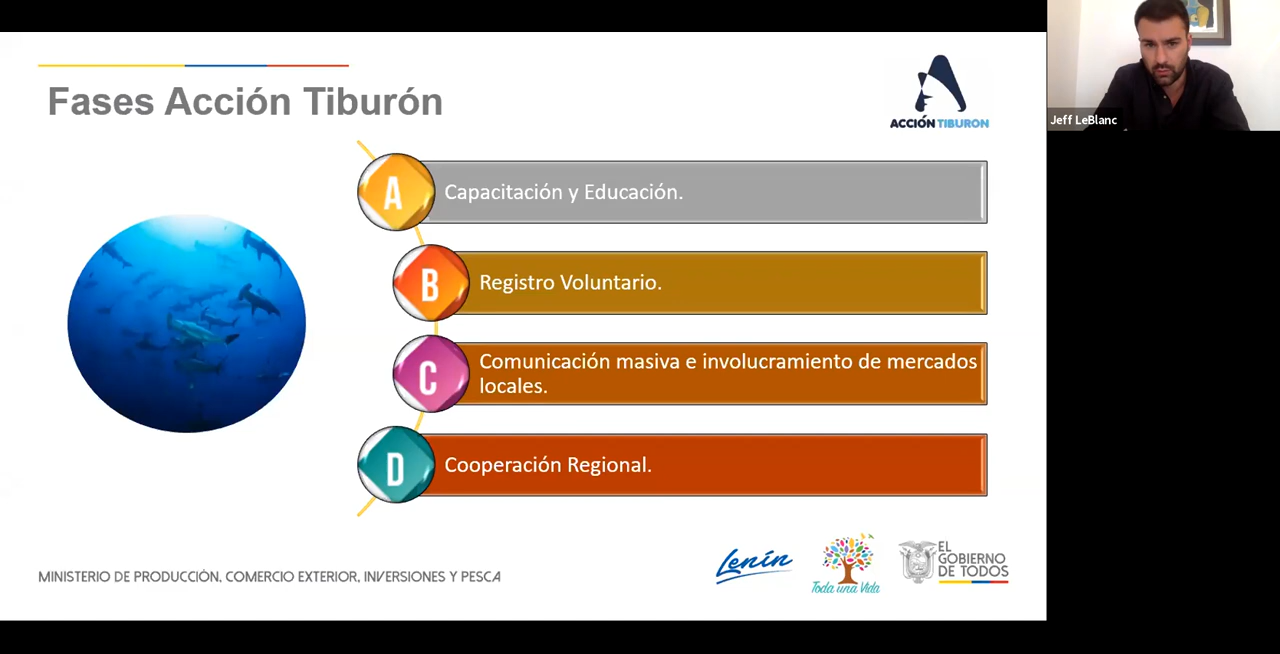 Fases Acción Tiburón
ACCIÓN TIBURON
Jeff LeBlanc
A
Capacitación y Educación.
B
Registro Voluntario.
C
Comunicación masiva e involucramiento de mercados
locales.
D
Cooperación Regional.
MINISTERIO DE PRODUCCIÓN, COMERCIO EXTERIOR, INVERSIONES Y PESCA
Lenín
Toda una Vida
EL
GOBIERNO
DE TODOS